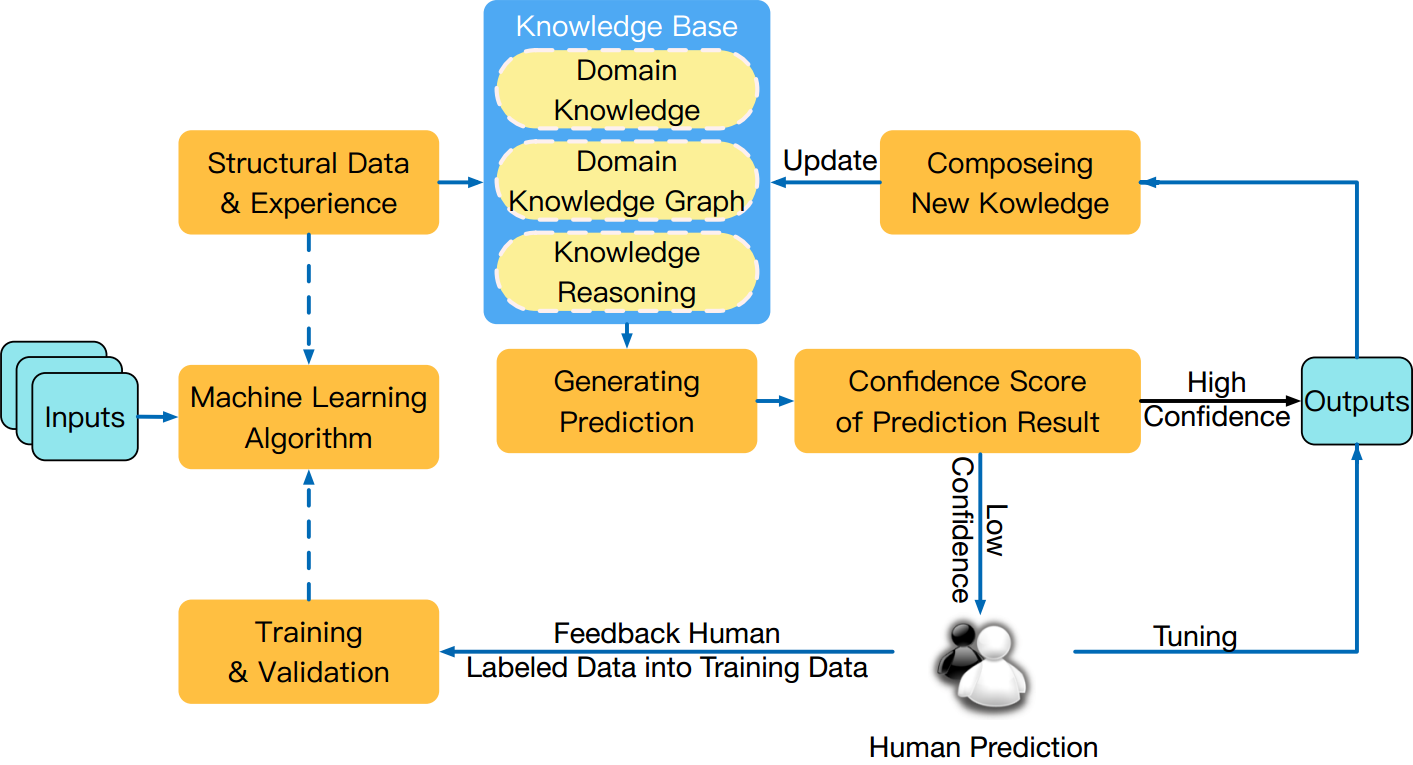 Knowledge Base
Domain
Knowledge
Domain
Knowledge Graph
Knowledge
Reasoning
Structural Data
& Experience
Update
Composeing
New Kowledge
Inputs
Machine Learning
Algorithm
Generating
Prediction
Confidence Score
of Prediction Result
High
Confidence
Outputs
Low
Confidence
Training
& Validation
Feedback Human
Labeled Data into Training Data
Tuning
Human Prediction